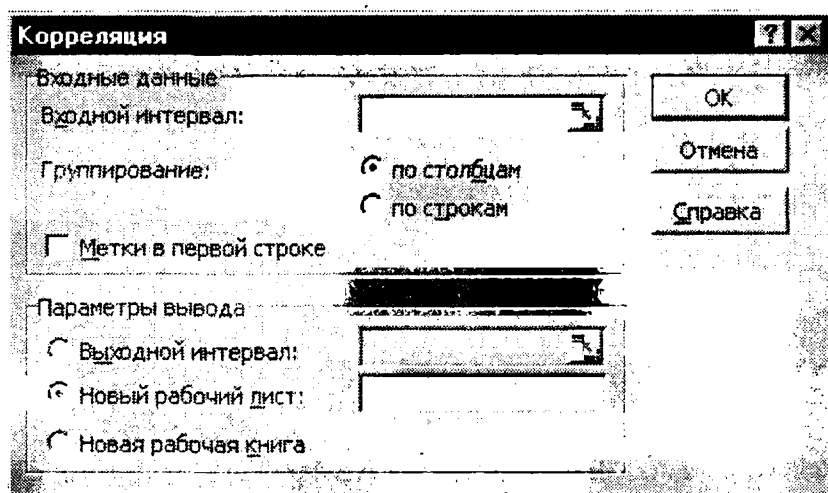 Корреляция
Входные данные
Входной интервал:
Группирование:
по столбцам
по строкам
Метки в первой строке
OK
Отмена
Справка
Параметры вывода
Выходной интервал:
Новый рабочий лист:
Новая рабочая книга